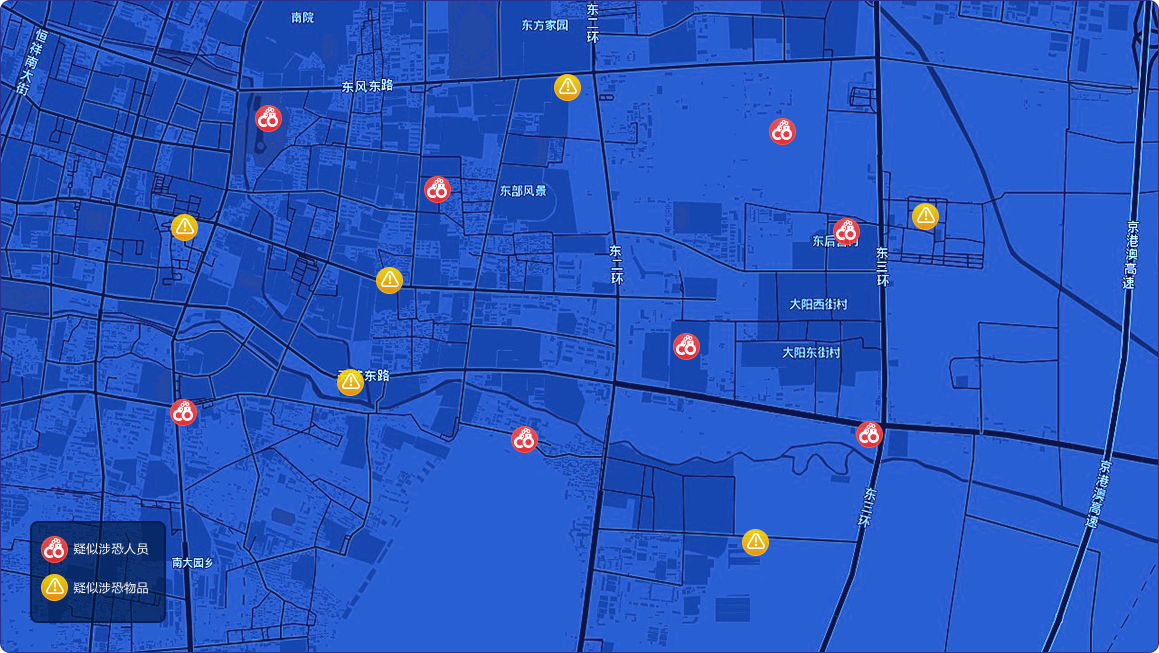 南院
东方家园
东二环
恒祥南大街
东风东路
东部风景
东后营村
东二环
东三环
京港澳高速
大阳西街村
大阳东街村
东路
京港澳高速
东三环
疑似涉恐人员
南大园乡
疑似涉恐物品